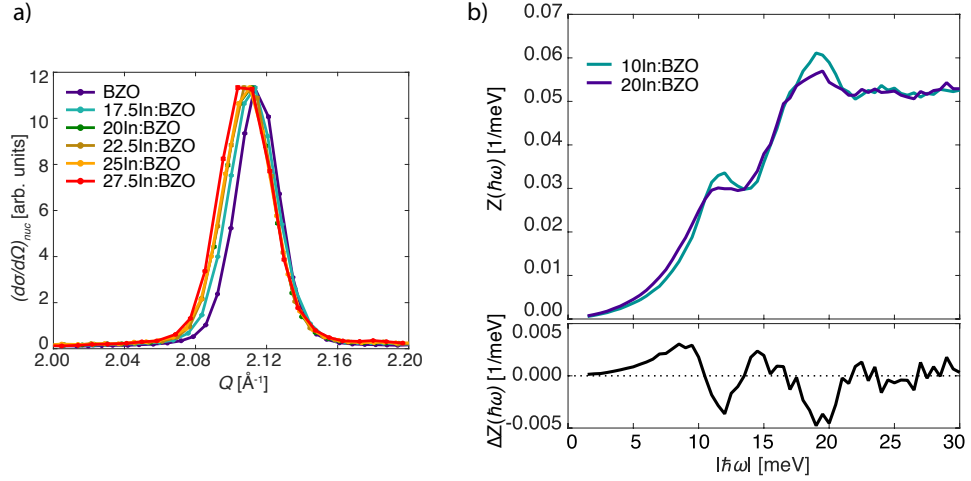 a)
12
10
8
6
4
2
0
(dσ/dΩ)nuc [arb. units]
BZO
17.5In:BZO
20In:BZO
22.5In:BZO
25In:BZO
27.5In:BZO
2.00 2.04 2.08 2.12 2.16 2.20
Q [Å-1]
b)
0.07
0.06
0.05
0.04
0.03
0.02
0.01
0.00
Z(ℏω) [1/meV]
10In:BZO
20In:BZO
0.005
0.000
-0.005
ΔZ(ℏω) [1/meV]
0 5 10 15 20 25 30
|ℏω| [meV]